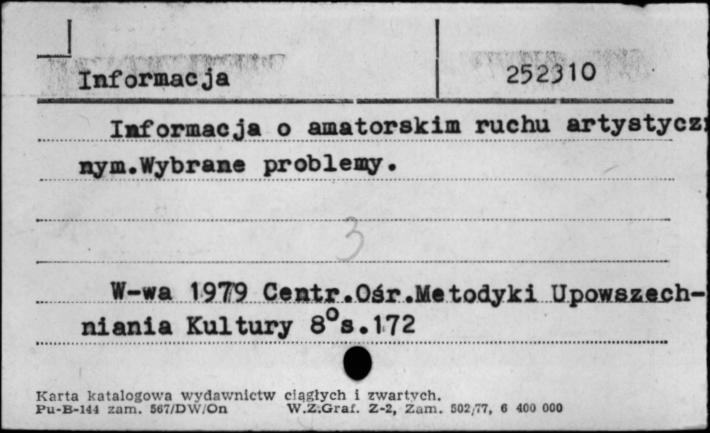 Informacja 252310
Informacja o amatorskim ruchu artystycz
nym.Wybrane problemy.
3
W-wa 1979 Centr.Ośr.Metodyki Upowszech-
niania Kultury 8° s.172
Karta katalogowa wydawnictw ciągłych i zwartych.
Pu-B-144 zam. 567/DW/On W.Z.Graf. Z-2, Zam. 502/77, 6 400 000